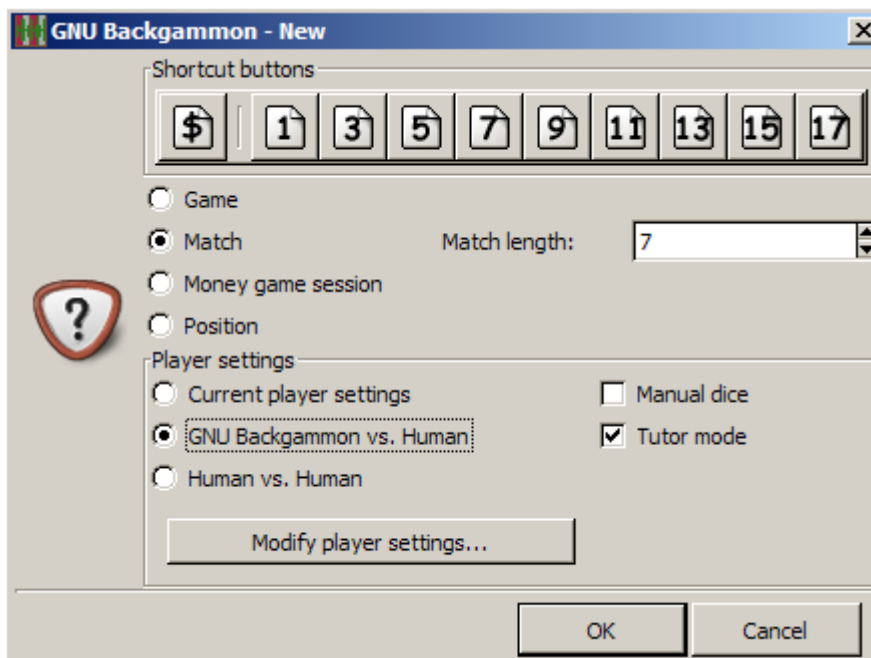 GNU Backgammon - New
Shortcut buttons
$ 1 3 5 7 9 11 13 15 17
Game
Match Match length: 7
Money game session
?
Position
Player settings
Current player settings Manual dice
GNU Backgammon vs. Human Tutor mode
Human vs. Human
Modify player settings...
OK Cancel